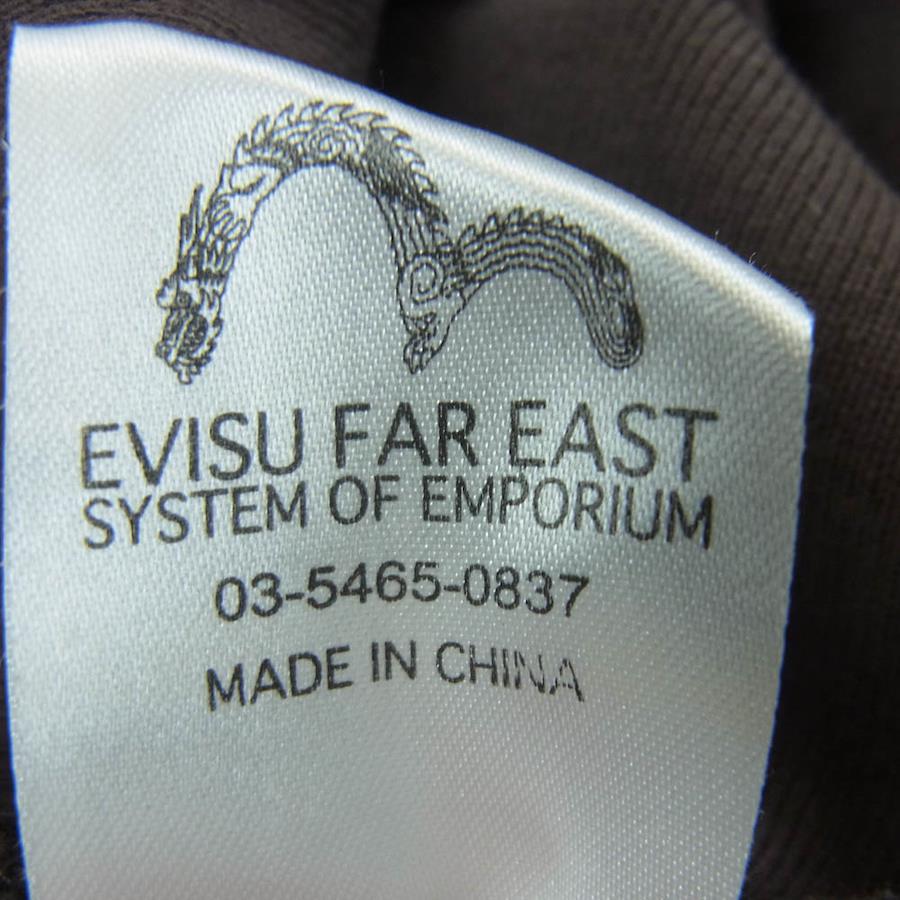 EVISU FAR EAST
SYSTEM OF EMPORIUM
03-5465-0837
MADE IN CHINA